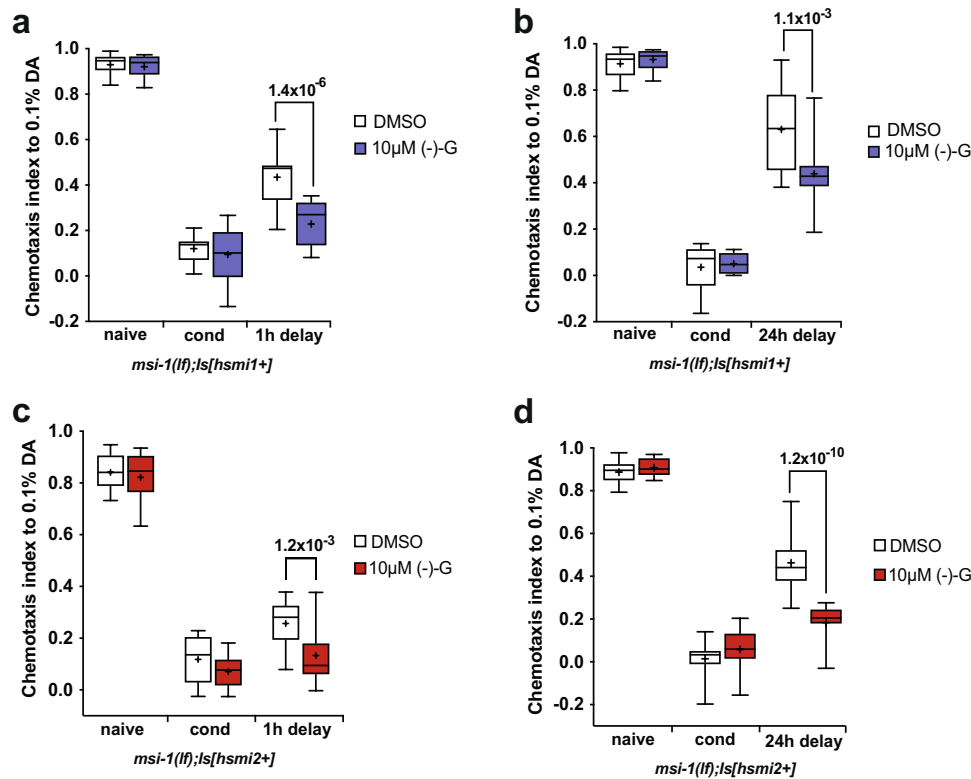 a
Chemotaxis index to 0.1% DA
1.0
0.8
0.6
0.4
0.2
0.0
-0.2
1.4x10-6
DMSO
10µM (-)-G
naive
cond
1h delay
msi-1(lf);Is[hsmi1+]
b
Chemotaxis index to 0.1% DA
1.0
0.8
0.6
0.4
0.2
0.0
-0.2
1.1x10-3
DMSO
10µM (-)-G
naive
cond
24h delay
msi-1(lf);Is[hsmi1+]
c
Chemotaxis index to 0.1% DA
1.0
0.8
0.6
0.4
0.2
0.0
1.2x10-3
DMSO
10µM (-)-G
naive
cond
1h delay
msi-1(lf);Is[hsmi2+]
d
Chemotaxis index to 0.1% DA
1.0
0.8
0.6
0.4
0.2
0.0
-0.2
1.2x10-10
DMSO
10µM (-)-G
naive
cond
24h delay
msi-1(lf);Is[hsmi2+]